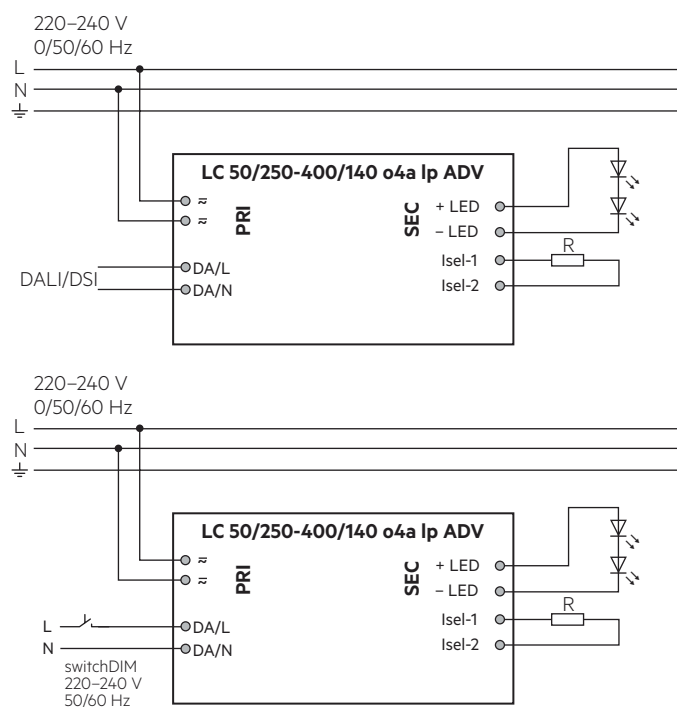 220–240 V
0/50/60 Hz
L
N
LC 50/250-400/140 o4a lp ADV
PRI
SEC
+ LED
– LED
Isel-1
R
Isel-2
DALI/DSI
DA/L
DA/N
220–240 V
0/50/60 Hz
L
N
LC 50/250-400/140 o4a lp ADV
PRI
SEC
+ LED
– LED
Isel-1
R
Isel-2
L
DA/L
N
DA/N
switchDIM
220–240 V
50/60 Hz